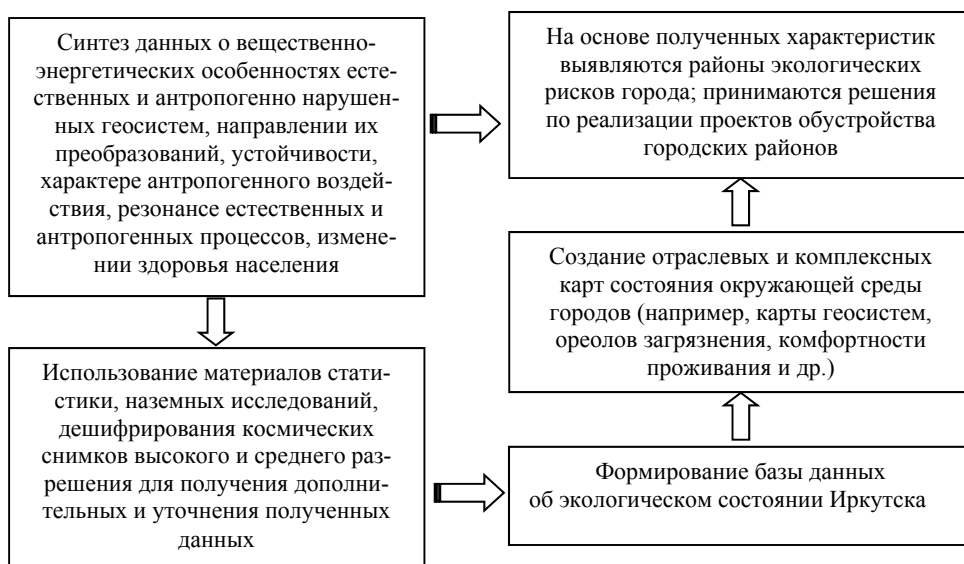 Синтез данных о вещественно-
энергетических особенностях есте-
ственных и антропогенно нарушен-
ных геосистем, направлении их
преобразований, устойчивости,
характере антропогенного воздей-
ствия, резонансе естественных и
антропогенных процессов, измене-
нии здоровья населения
Использование материалов стати-
стики, наземных исследований,
дешифрирования космических
снимков высокого и среднего раз-
решения для получения дополни-
тельных и уточнения полученных
данных
На основе полученных характеристик
выявляются районы экологических
рисков города; принимаются решения
по реализации проектов обустройства
городских районов
Создание отраслевых и комплексных
карт состояния окружающей среды
городов (например, карты геосистем,
ореолов загрязнения, комфортности
проживания и др.)
Формирование базы данных
об экологическом состоянии Иркутска